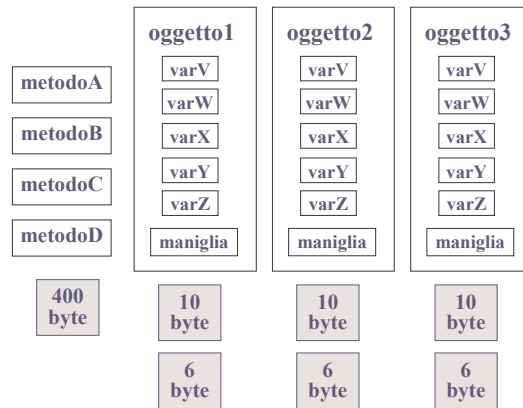 oggetto1
oggetto2
oggetto3
metodoA
metodoB
metodoC
metodoD
varV
varW
varX
varY
varZ
maniglia
varV
varW
varX
varY
varZ
maniglia
varV
varW
varX
varY
varZ
maniglia
400
byte
10
byte
10
byte
10
byte
6
byte
6
byte
6
byte